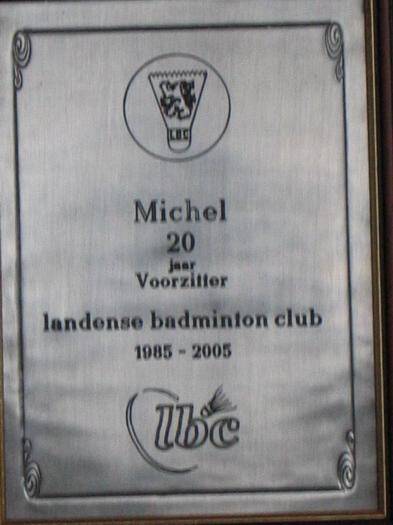 LBC
Michel
20
jaar
Voorzitter
landense badminton club
1985 - 2005
lbc